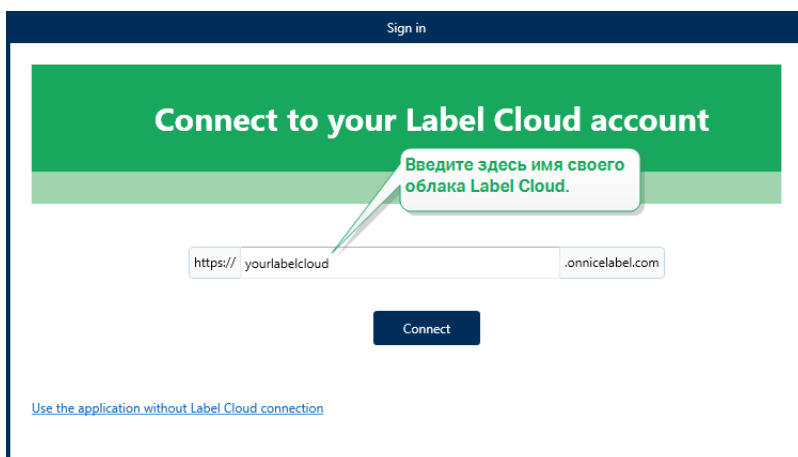 Sign in
Connect to your Label Cloud account
Введите здесь имя своего
облака Label Cloud.
https:// yourlabelcloud .onnicelabel.com
Connect
Use the application without Label Cloud connection